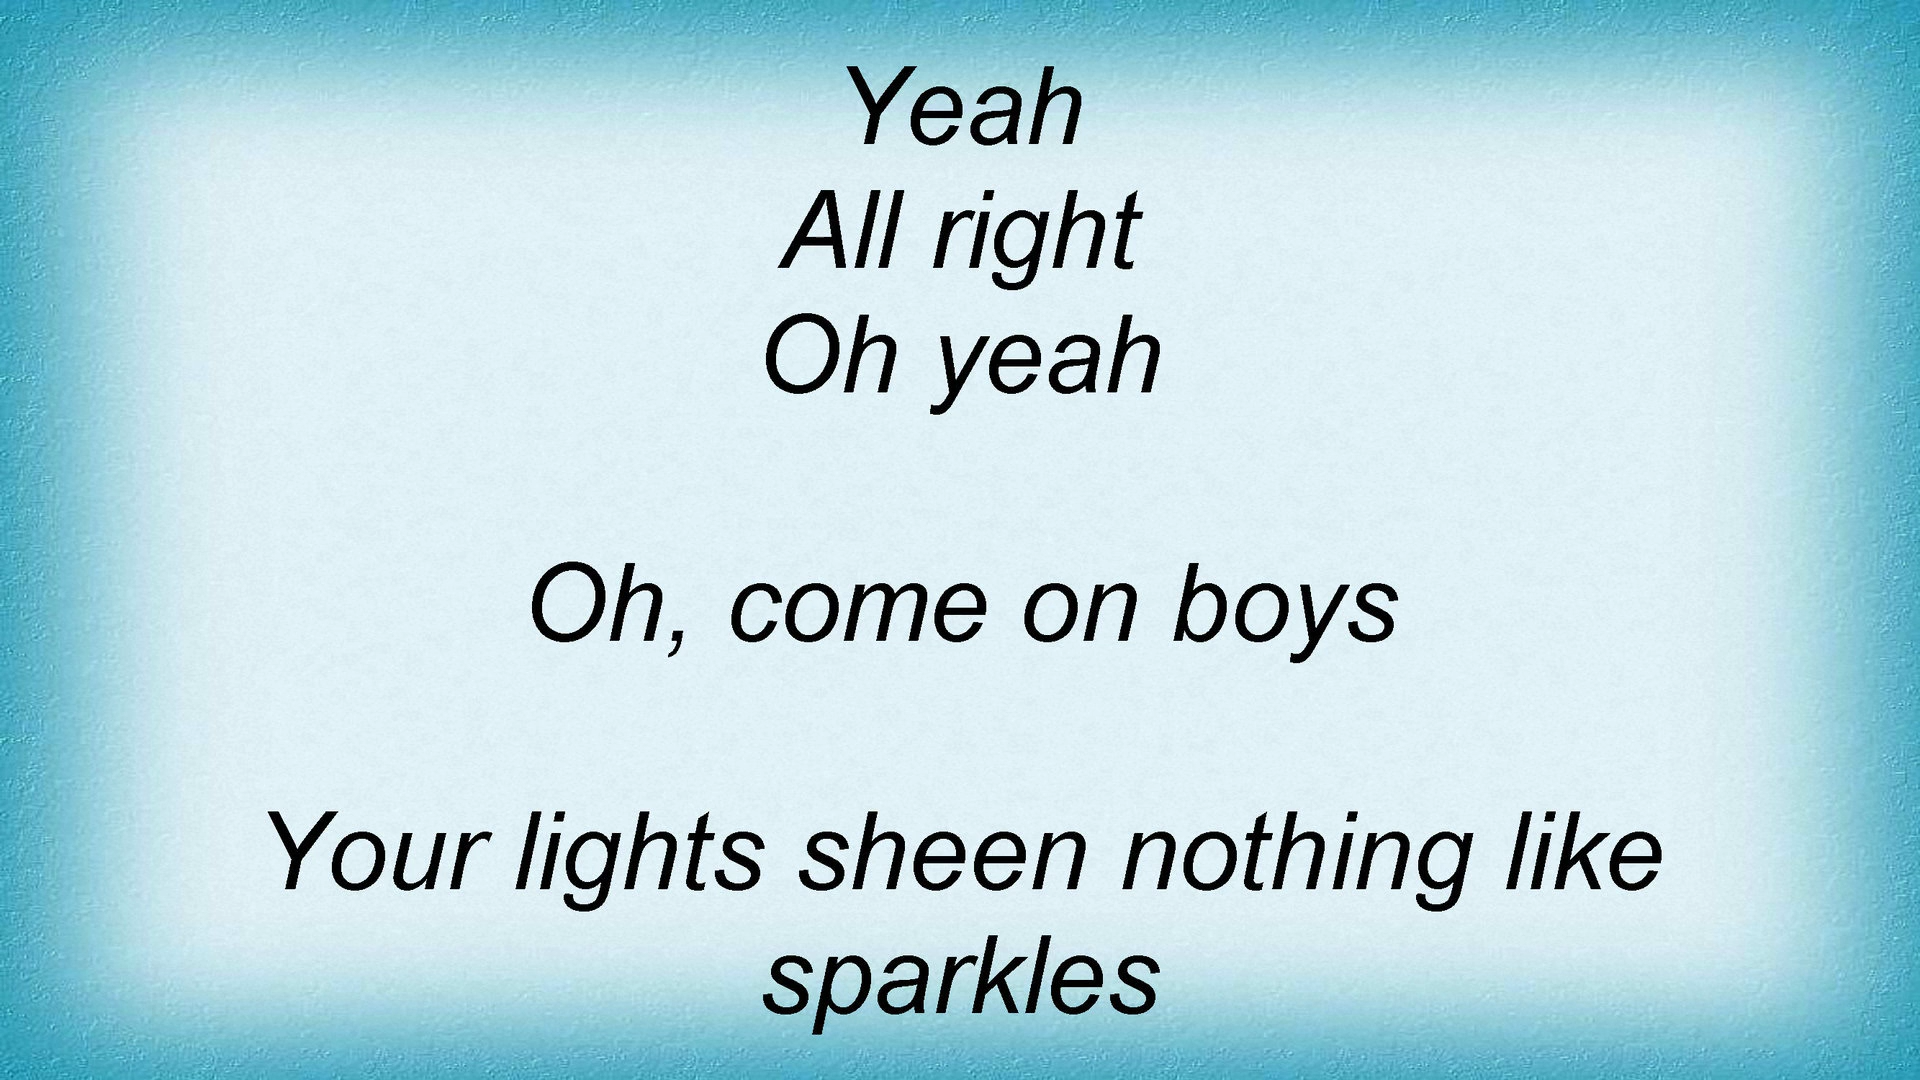 Yeah
All right
Oh yeah
Oh, come on boys
Your lights sheen nothing like
sparkles